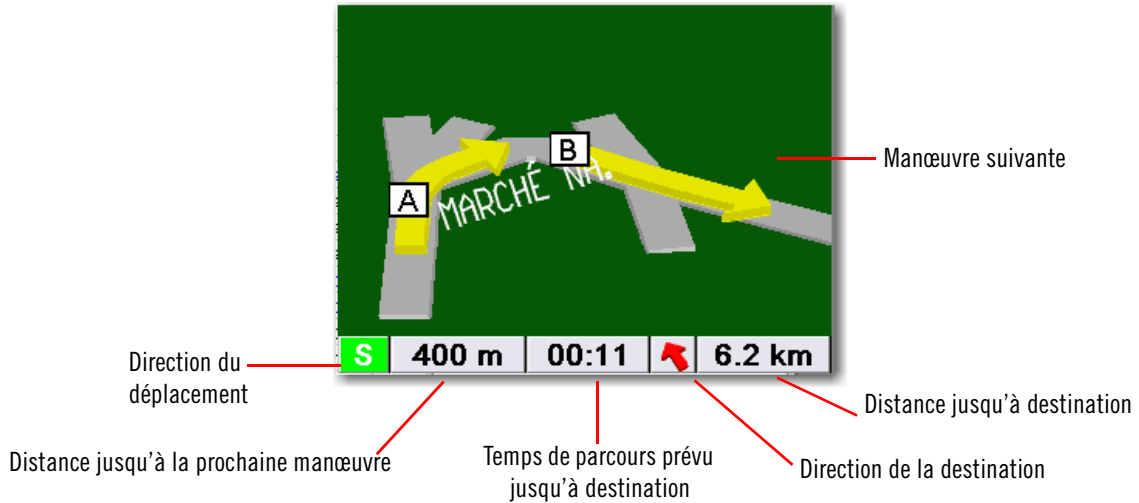 B
A
MARCHÉ NA.
Manœuvre suivante
S 400 m 00:11 6.2 km
Direction du
déplacement
Distance jusqu'à destination
Distance jusqu'à la prochaine manœuvre
Temps de parcours prévu
jusqu'à destination
Direction de la destination